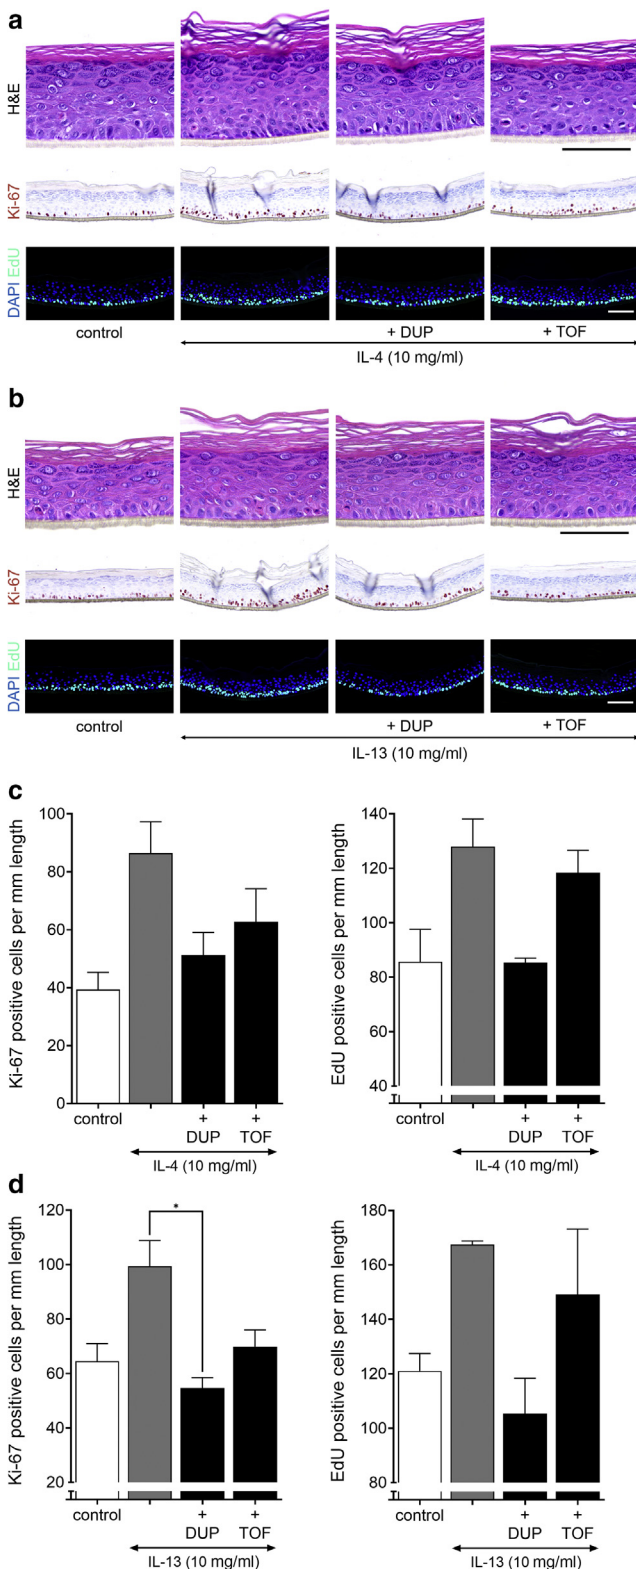 a
H&E
Ki-67
DAPI EdU
control
+ DUP
+ TOF
IL-4 (10 mg/ml)
b
H&E
Ki-67
DAPI EdU
control
+ DUP
+ TOF
IL-13 (10 mg/ml)
c
Ki-67 positive cells per mm length
100
80
60
40
20
0
control
+
DUP
+
TOF
IL-4 (10 mg/ml)
EdU positive cells per mm length
140
120
100
80
60
40
control
+
DUP
+
TOF
IL-4 (10 mg/ml)
d
Ki-67 positive cells per mm length
120
100
80
60
40
20
*
control
+
DUP
+
TOF
IL-13 (10 mg/ml)
EdU positive cells per mm length
180
160
140
120
100
80
control
+
DUP
+
TOF
IL-13 (10 mg/ml)